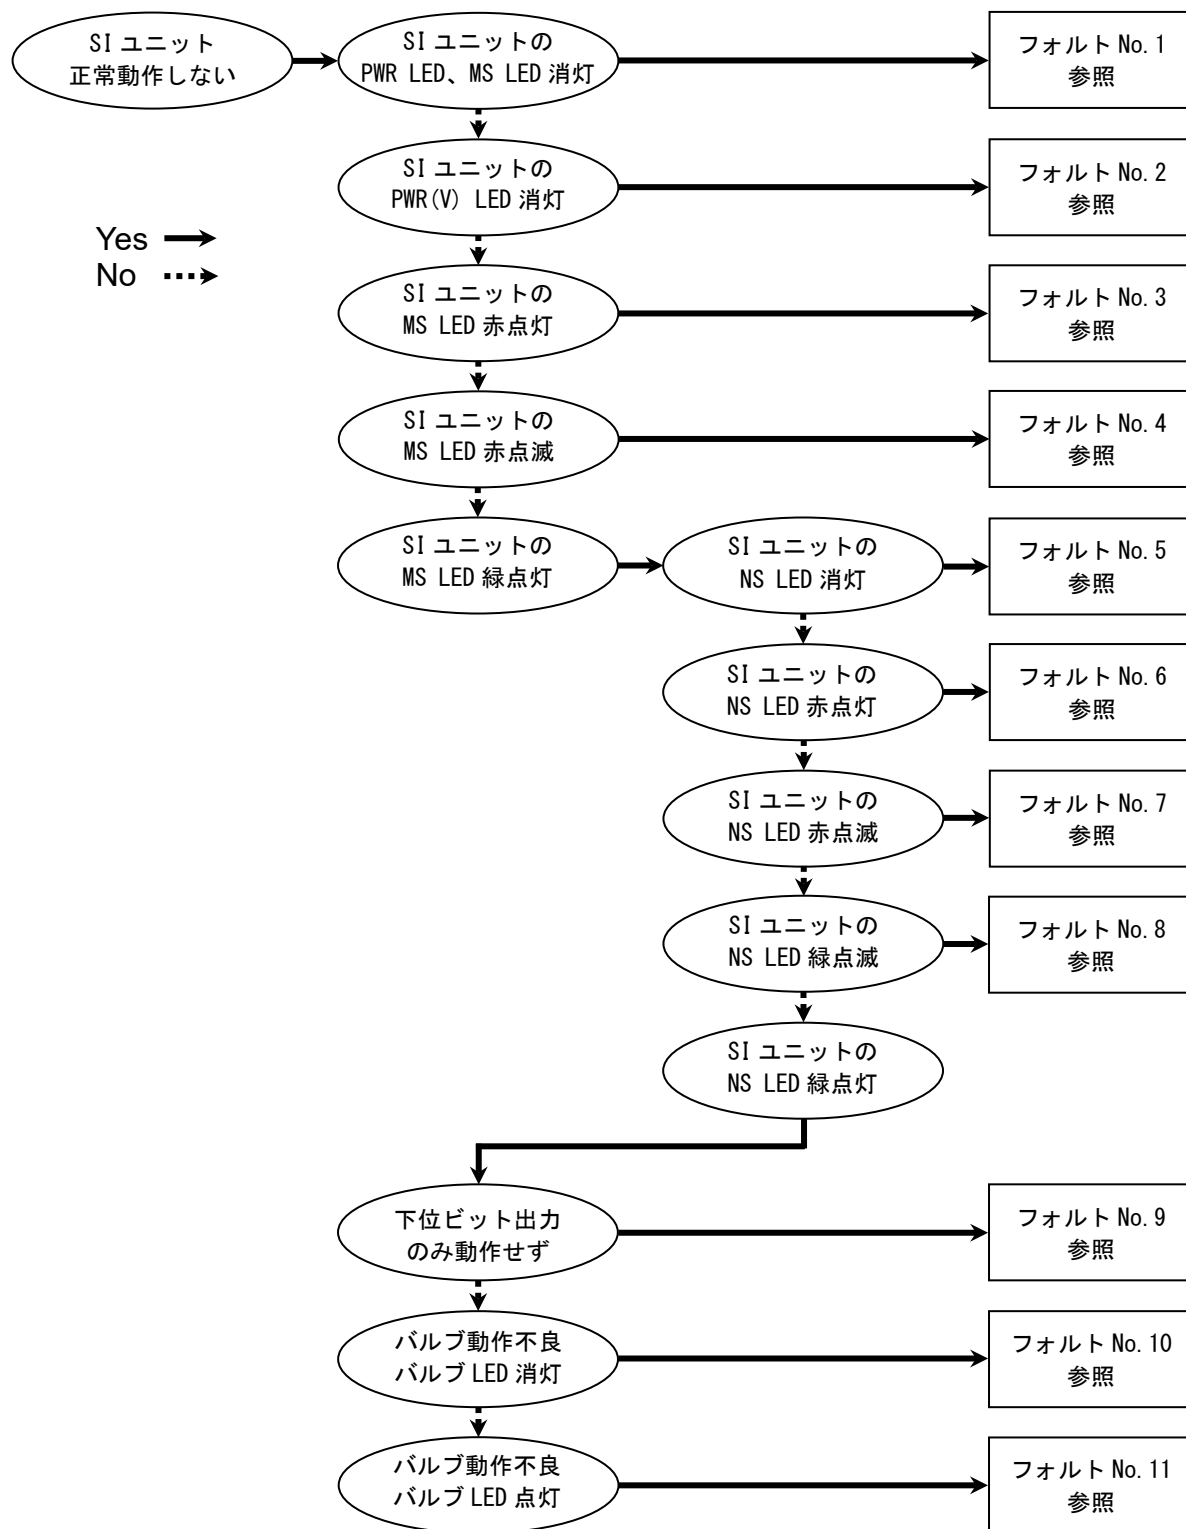 SI ユニット
正常動作しない
SI ユニットの
PWR LED、MS LED 消灯
フォルト No. 1
参照
SI ユニットの
PWR(V) LED 消灯
フォルト No. 2
参照
Yes
No
SI ユニットの
MS LED 赤点灯
フォルト No. 3
参照
SI ユニットの
MS LED 赤点滅
フォルト No. 4
参照
SI ユニットの
MS LED 緑点灯
SI ユニットの
NS LED 消灯
フォルト No. 5
参照
SI ユニットの
NS LED 赤点灯
フォルト No. 6
参照
SI ユニットの
NS LED 赤点滅
フォルト No. 7
参照
SI ユニットの
NS LED 緑点滅
フォルト No. 8
参照
SI ユニットの
NS LED 緑点灯
下位ビット出力
のみ動作せず
フォルト No. 9
参照
バルブ動作不良
バルブ LED 消灯
フォルト No. 10
参照
バルブ動作不良
バルブ LED 点灯
フォルト No. 11
参照